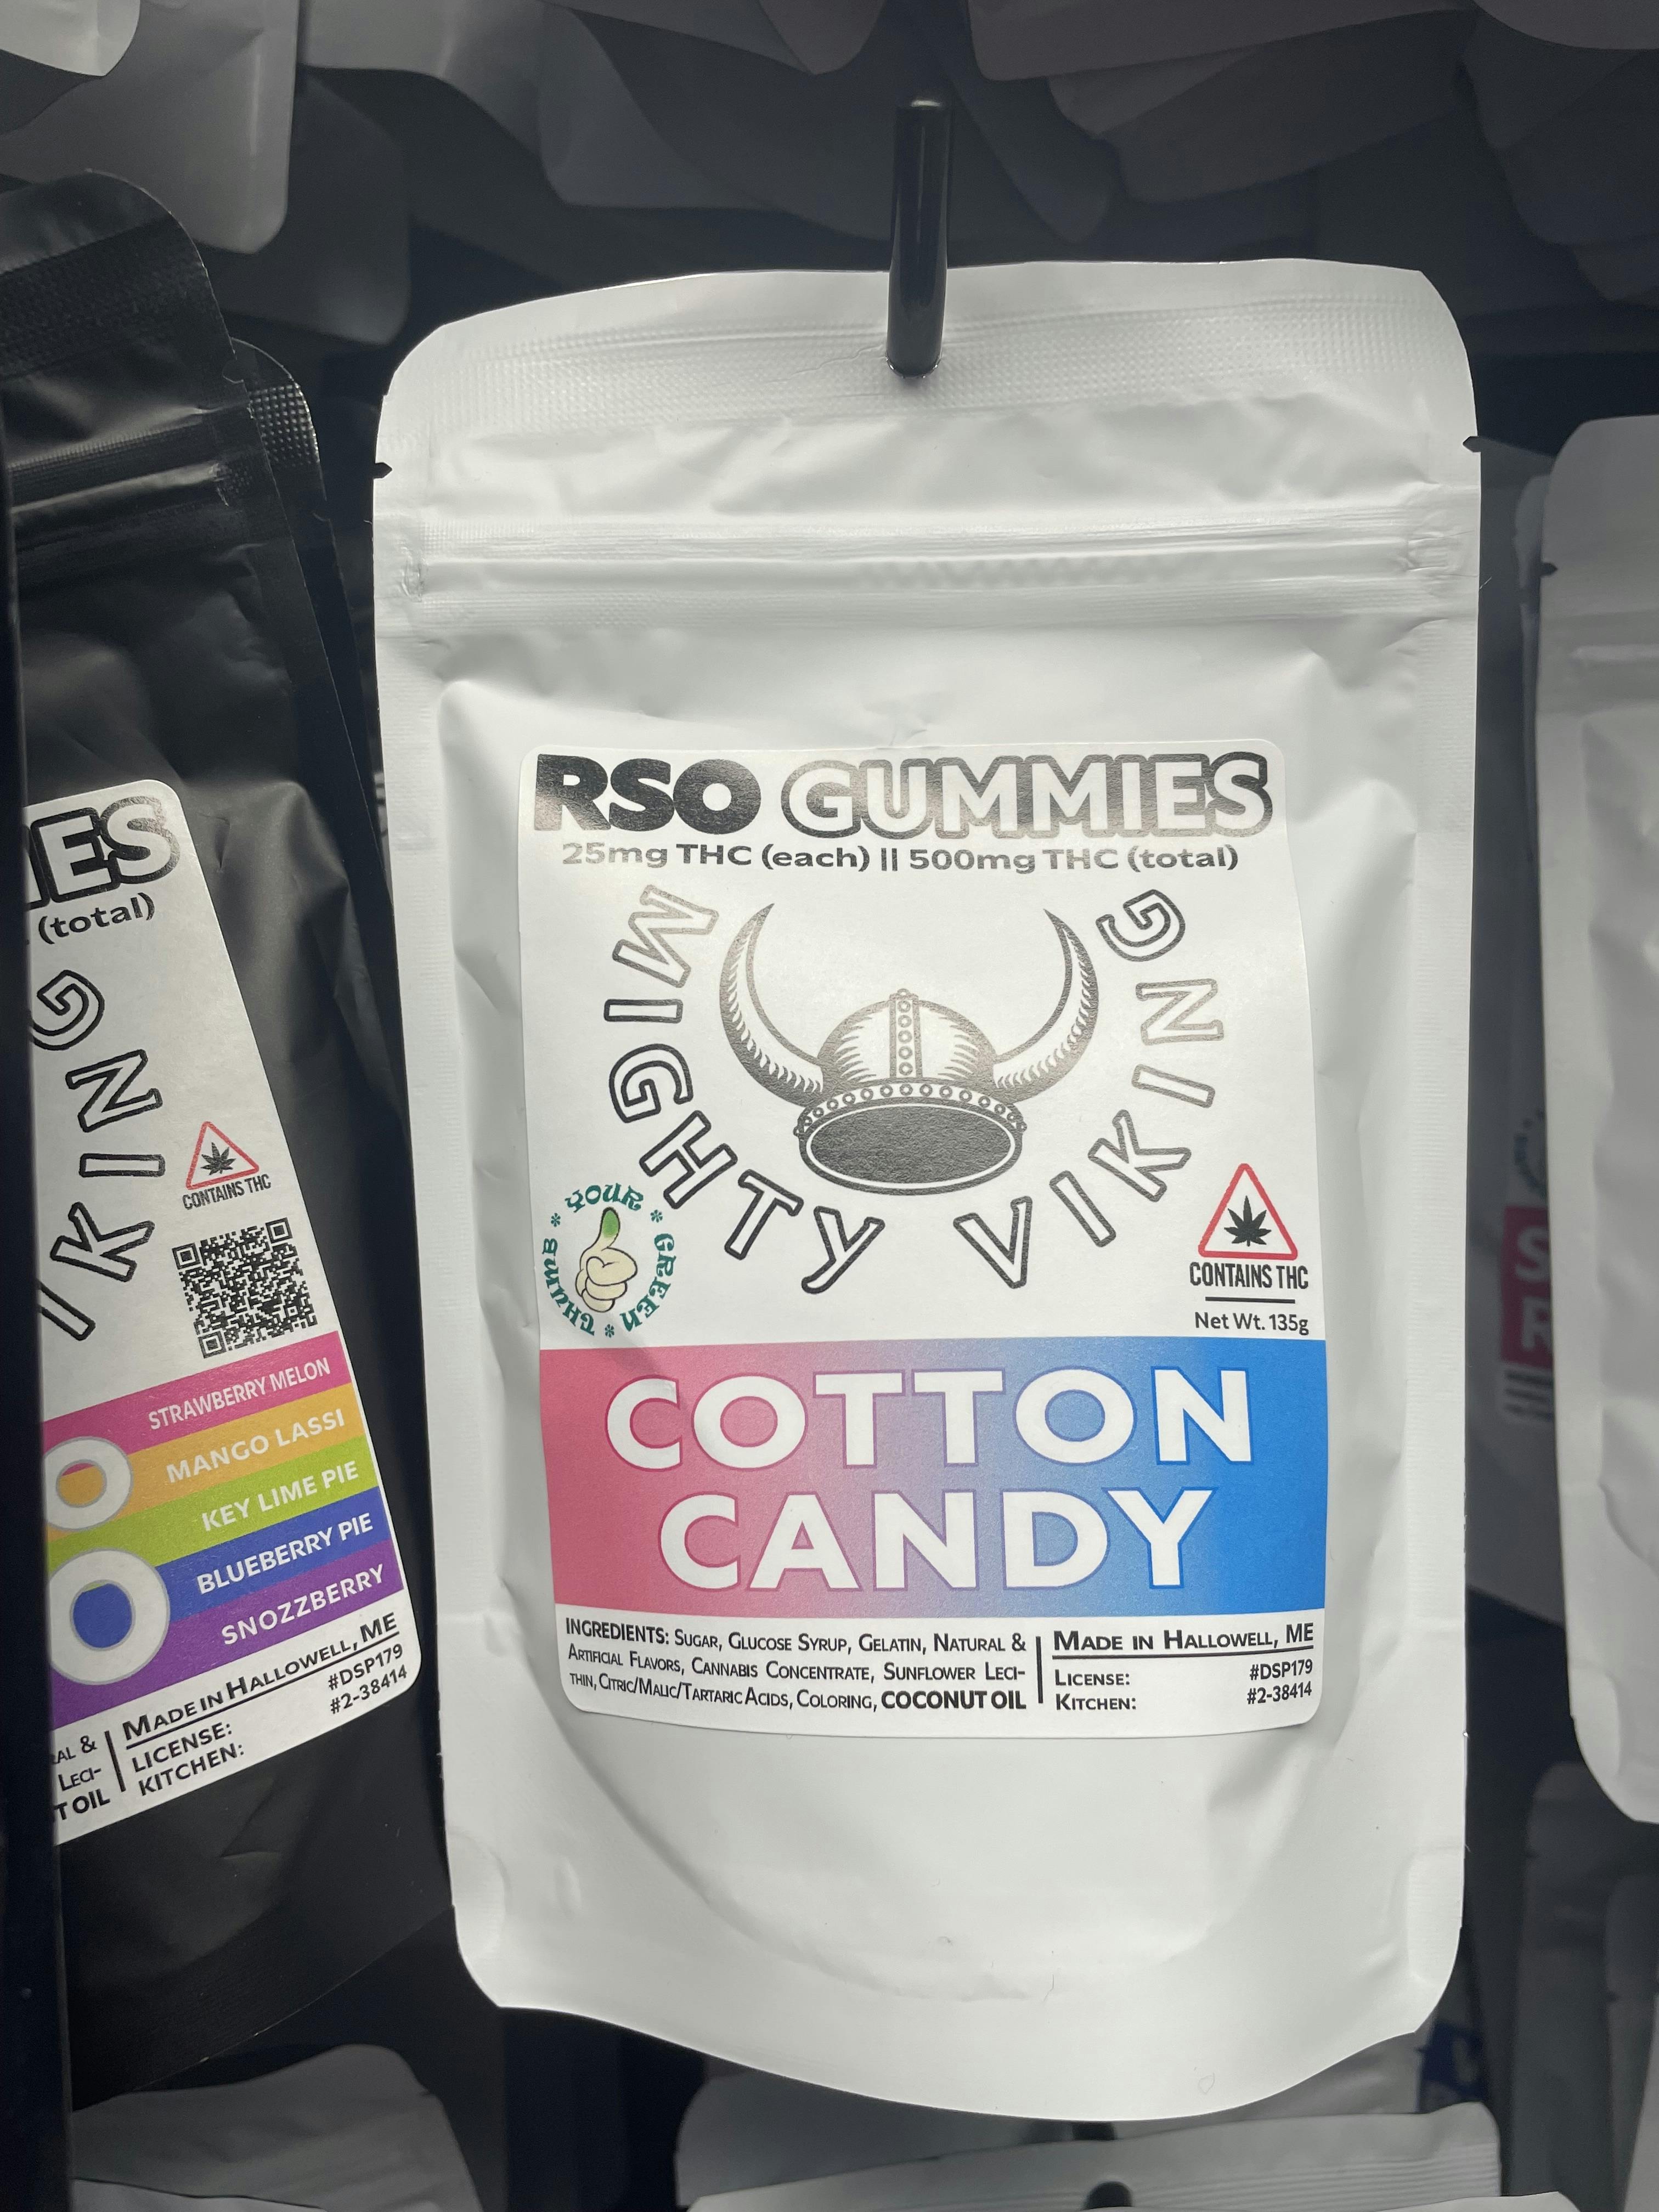 RSO GUMMIES
25mg THC (each) || 500mg THC (total)
MIGHTY VIKING
YOUR * GREEN * THUMB *
CONTAINS THC
Net Wt. 135g
COTTON
CANDY
INGREDIENTS: SUGAR, GLUCOSE SYRUP, GELATIN, NATURAL &
ARTIFICIAL FLAVORS, CANNABIS CONCENTRATE, SUNFLOWER LECI-
THIN, CITRIC/MALIC/TARTARIC ACIDS, COLORING, COCONUT OIL
MADE IN HALLOWELL, ME
LICENSE: #DSP179
KITCHEN: #2-38414
(total)
CONTAINS THC
STRAWBERRY MELON
MANGO LASSI
KEY LIME PIE
BLUEBERRY PIE
SNOZZBERRY
&
LECI-
OIL
MADE IN HALLOWELL, ME
LICENSE: #DSP179
KITCHEN: #2-38414